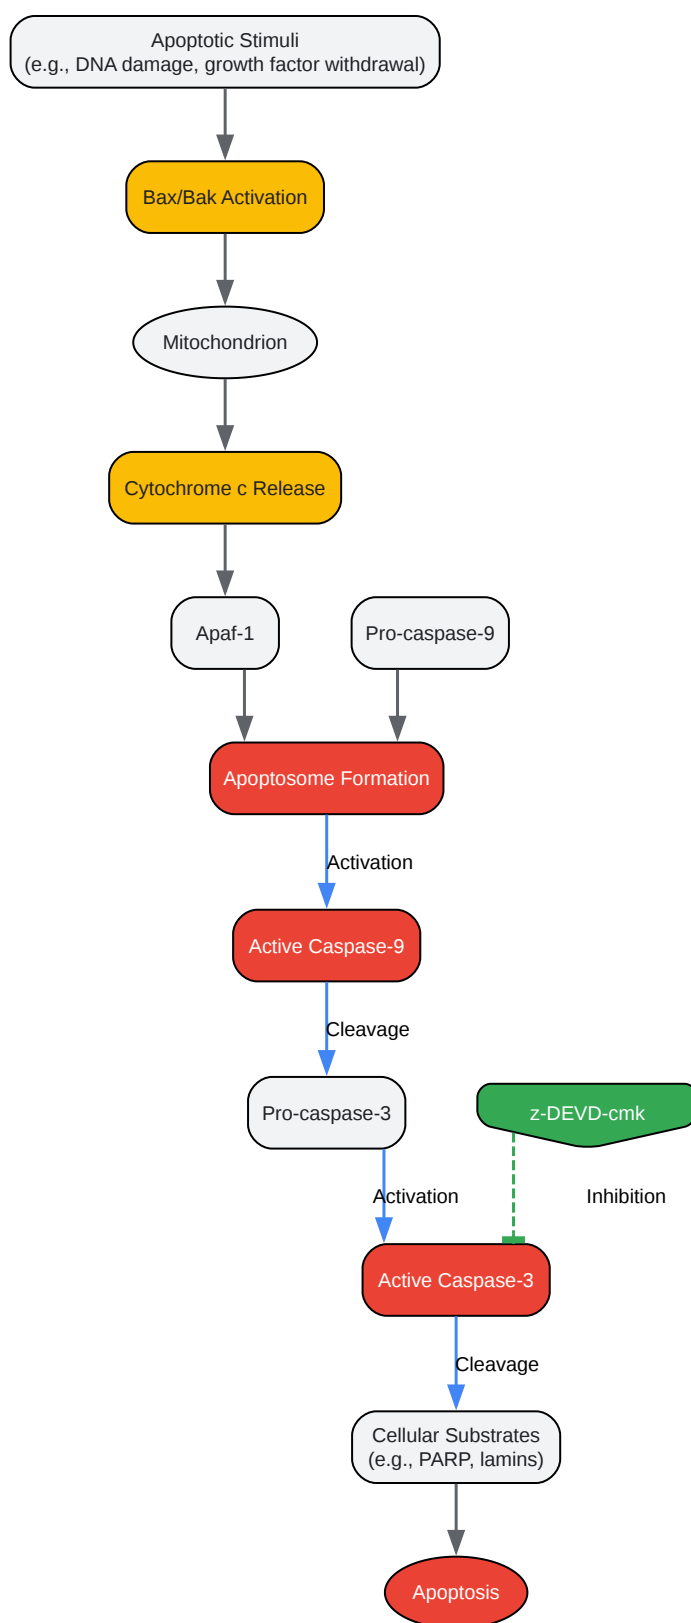 Apoptotic Stimuli
(e.g., DNA damage, growth factor withdrawal)
Bax/Bak Activation
Mitochondrion
Cytochrome c Release
Apaf-1
Pro-caspase-9
Apoptosome Formation
Activation
Active Caspase-9
Cleavage
Pro-caspase-3
z-DEVD-cmk
Activation
Inhibition
Active Caspase-3
Cleavage
Cellular Substrates
(e.g., PARP, lamins)
Apoptosis